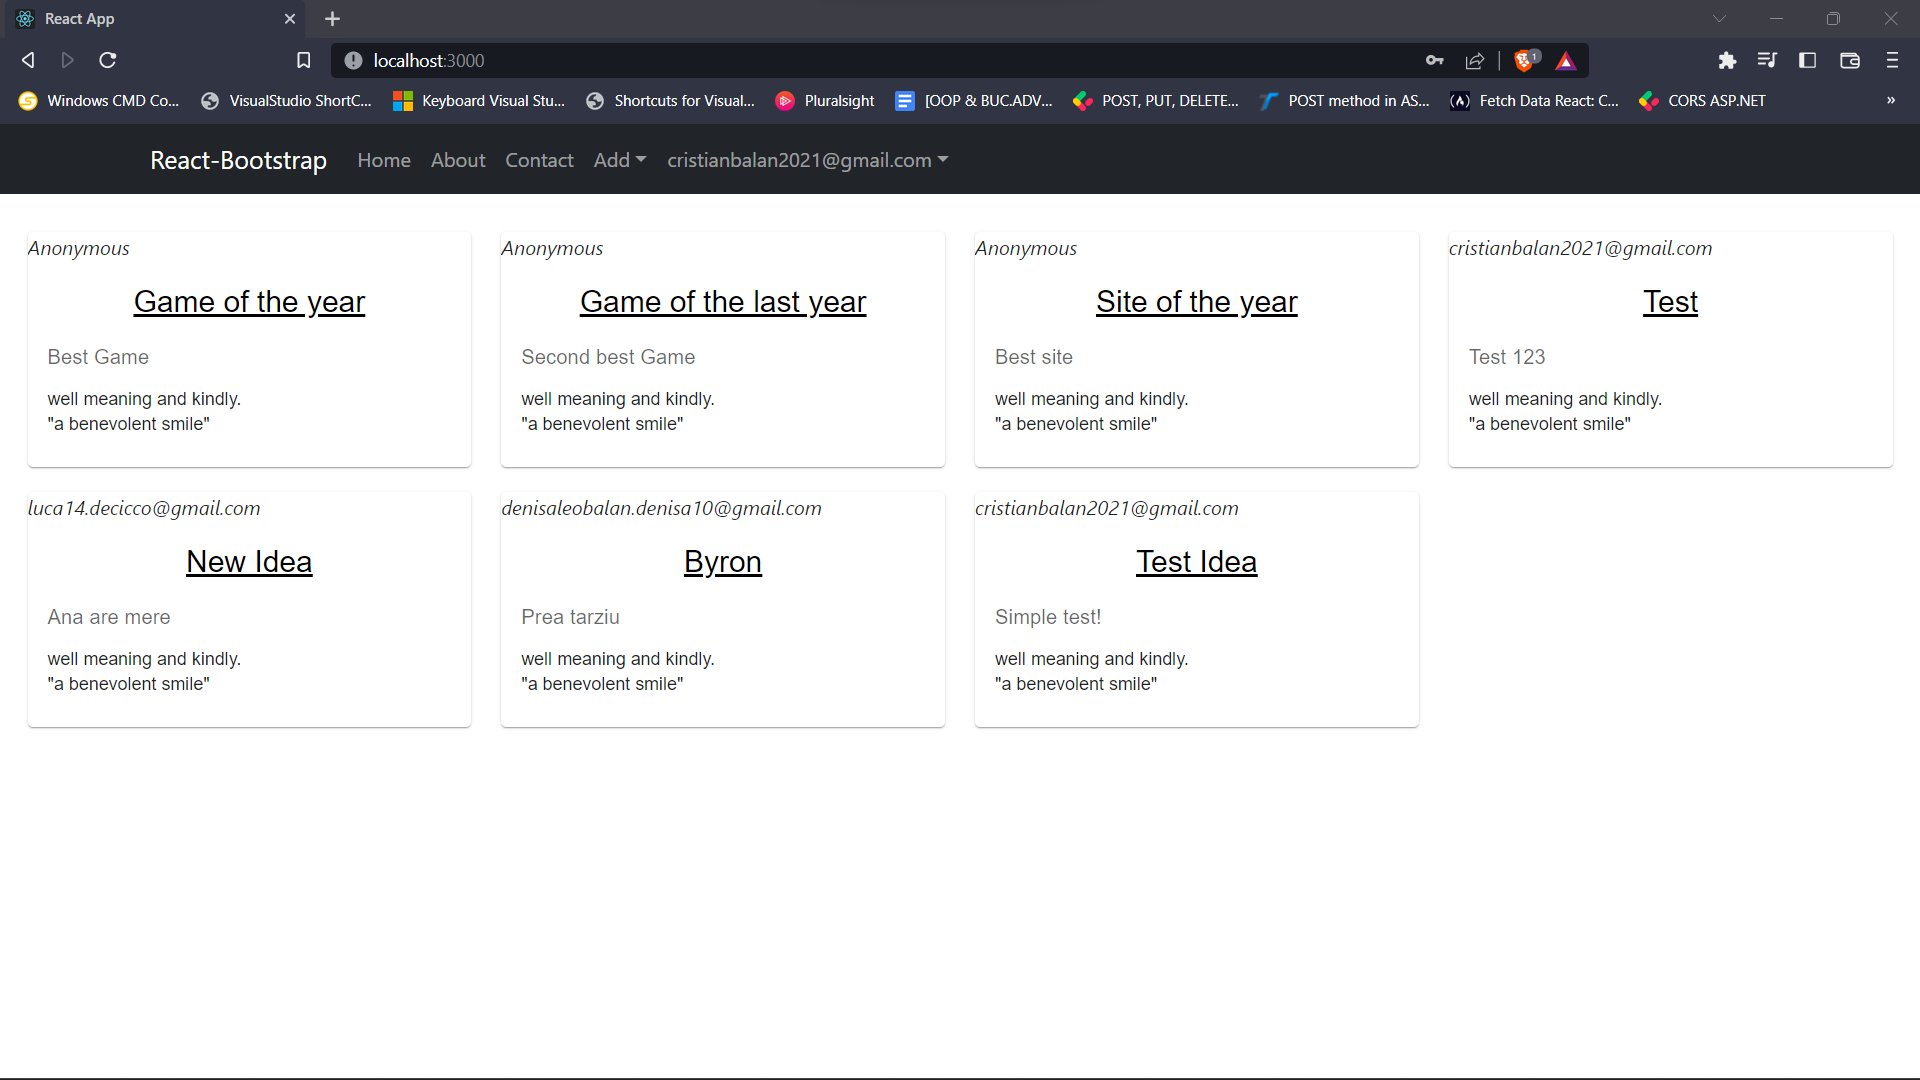 React App
localhost:3000
1
Windows CMD Co... VisualStudio ShortC... Keyboard Visual Stu... Shortcuts for Visual... Pluralsight [OOP & BUC.ADV... POST, PUT, DELETE... POST method in AS... Fetch Data React: C... CORS ASP.NET »
React-Bootstrap Home About Contact Add cristianbalan2021@gmail.com
Anonymous
Game of the year
Best Game
well meaning and kindly.
"a benevolent smile"
Anonymous
Game of the last year
Second best Game
well meaning and kindly.
"a benevolent smile"
Anonymous
Site of the year
Best site
well meaning and kindly.
"a benevolent smile"
cristianbalan2021@gmail.com
Test
Test 123
well meaning and kindly.
"a benevolent smile"
luca14.decicco@gmail.com
New Idea
Ana are mere
well meaning and kindly.
"a benevolent smile"
denisaleobalan.denisa10@gmail.com
Byron
Prea tarziu
well meaning and kindly.
"a benevolent smile"
cristianbalan2021@gmail.com
Test Idea
Simple test!
well meaning and kindly.
"a benevolent smile"